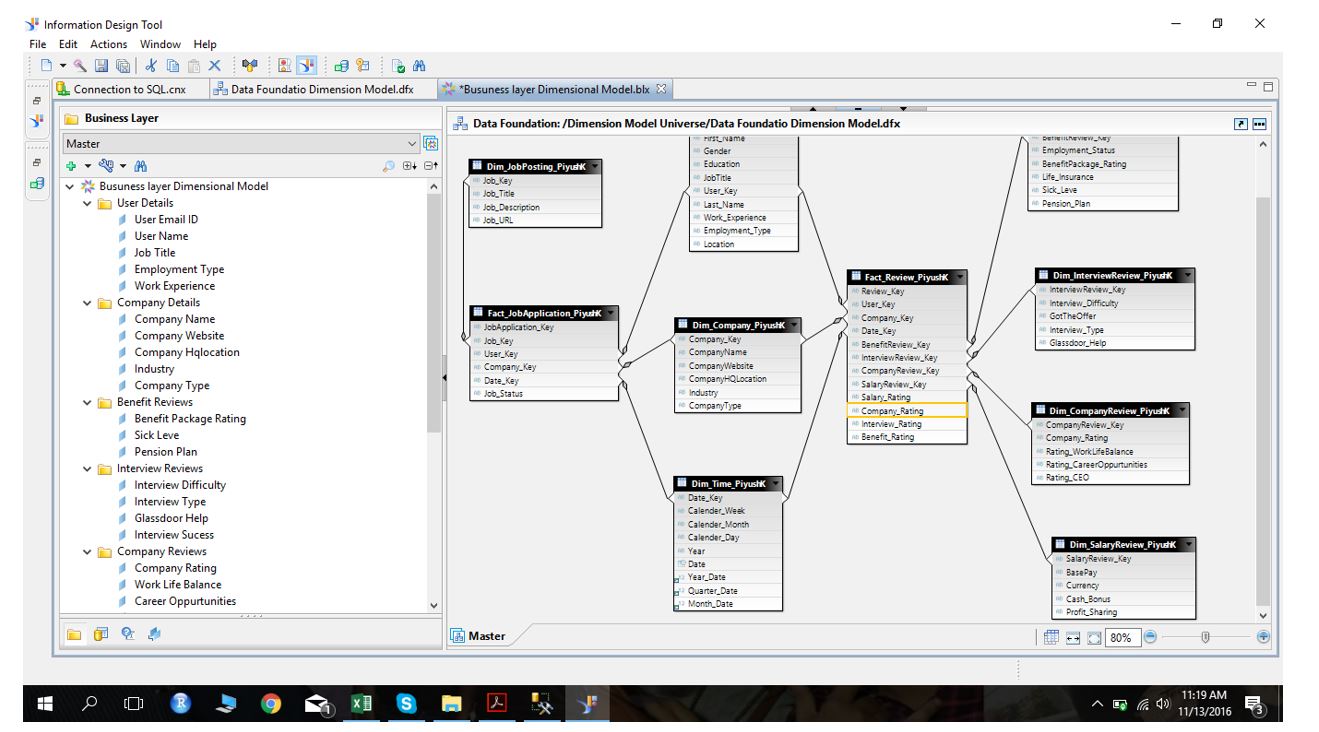 Information Design Tool
File Edit Actions Window Help
Connection to SQL.cnx
Data Foundatio Dimension Model.dfx
*Busuness layer Dimensional Model.blx
Business Layer
Master
Busuness layer Dimensional Model
User Details
User Email ID
User Name
Job Title
Employment Type
Work Experience
Company Details
Company Name
Company Website
Company Hqlocation
Industry
Company Type
Benefit Reviews
Benefit Package Rating
Sick Leve
Pension Plan
Interview Reviews
Interview Difficulty
Interview Type
Glassdoor Help
Interview Sucess
Company Reviews
Company Rating
Work Life Balance
Career Oppurtunities
Data Foundation: /Dimension Model Universe/Data Foundatio Dimension Model.dfx
Dim_JobPosting_PiyushK
Job_Key
Job_Title
Job_Description
Job_URL
First_Name
Gender
Education
JobTitle
User_Key
Last_Name
Work_Experience
Employment_Type
Location
BenefitReview_Key
Employment_Status
BenefitPackage_Rating
Life_Insurance
Sick_Leve
Pension_Plan
Fact_JobApplication_PiyushK
JobApplication_Key
Job_Key
User_Key
Company_Key
Date_Key
Job_Status
Dim_Company_PiyushK
Company_Key
CompanyName
CompanyWebsite
CompanyHQLocation
Industry
CompanyType
Fact_Review_PiyushK
Review_Key
User_Key
Company_Key
Date_Key
BenefitReview_Key
InterviewReview_Key
CompanyReview_Key
SalaryReview_Key
Salary_Rating
Company_Rating
Interview_Rating
Benefit_Rating
Dim_InterviewReview_PiyushK
InterviewReview_Key
Interview_Difficulty
GotTheOffer
Interview_Type
Glassdoor_Help
Dim_CompanyReview_PiyushK
CompanyReview_Key
Company_Rating
Rating_WorkLifeBalance
Rating_CareerOppurtunities
Rating_CEO
Dim_Time_PiyushK
Date_Key
Calender_Week
Calender_Month
Calender_Day
Year
Date
Year_Date
Quarter_Date
Month_Date
Dim_SalaryReview_PiyushK
SalaryReview_Key
BasePay
Currency
Cash_Bonus
Profit_Sharing
Master
80%
11:19 AM
11/13/2016